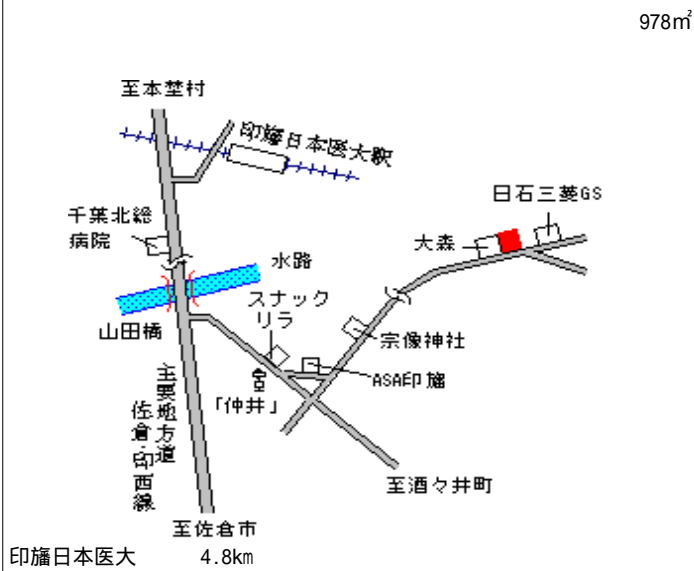 978㎡
至本埜村
印旛日本医大駅
日石三菱GS
千葉北総
病院
大森
水路
スナック
リラ
山田橋
宗像神社
ASA印旛
「仲井」
主要地方道
佐倉・印西線
至酒々井町
至佐倉市
印旛日本医大 4.8km